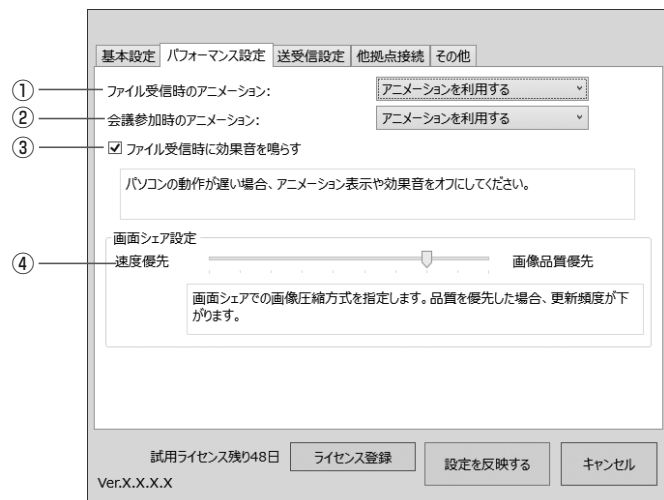 基本設定 パフォーマンス設定 送受信設定 他拠点接続 その他
① ファイル受信時のアニメーション: アニメーションを利用する
② 会議参加時のアニメーション: アニメーションを利用する
③ ファイル受信時に効果音を鳴らす
パソコンの動作が遅い場合、アニメーション表示や効果音をオフにしてください。
画面シェア設定
④ 速度優先 画像品質優先
画面シェアでの画像圧縮方式を指定します。品質を優先した場合、更新頻度が下
がります。
試用ライセンス残り48日 ライセンス登録 設定を反映する キャンセル
Ver.X.X.X.X